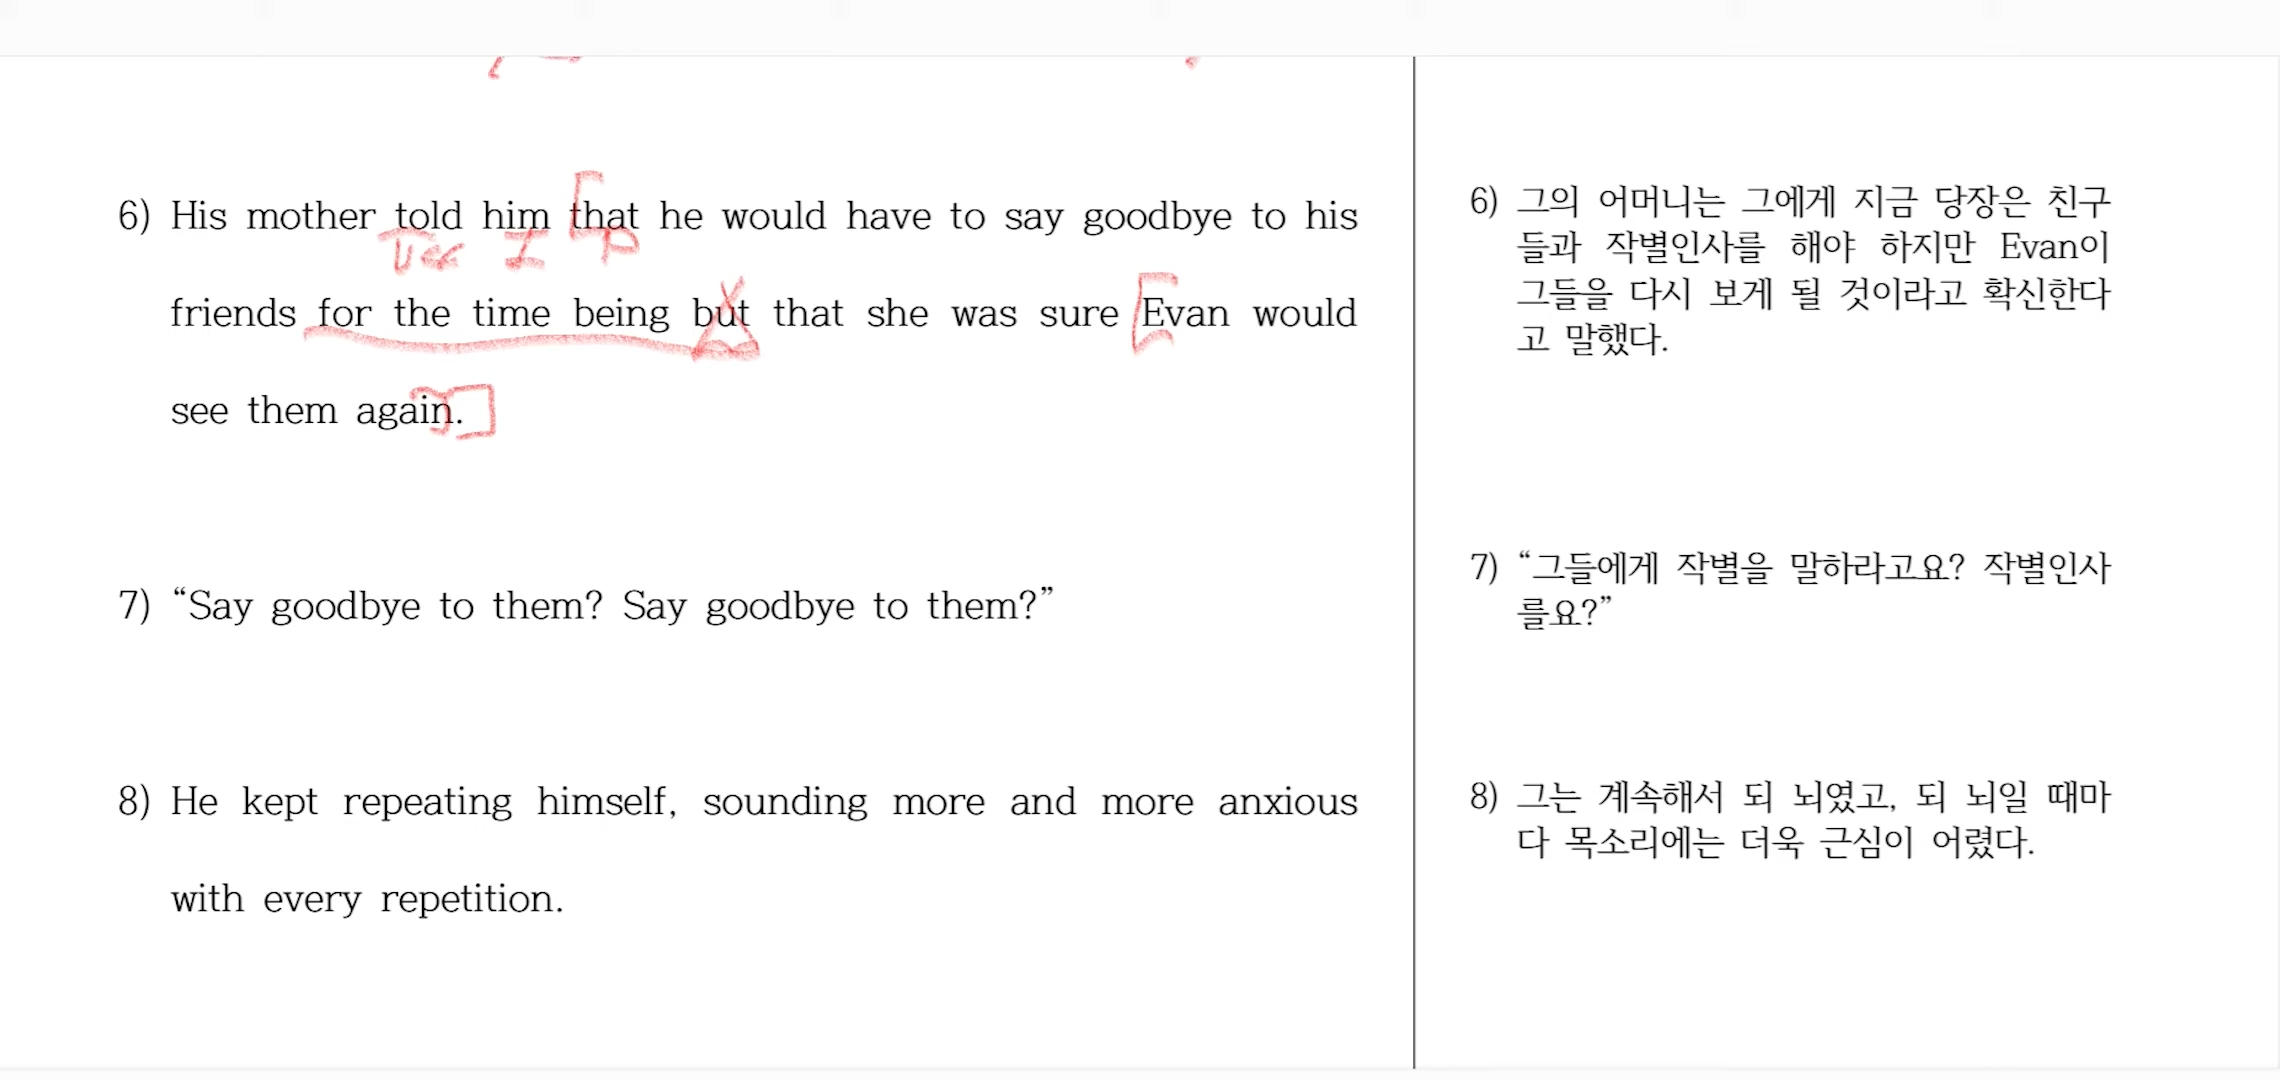 6) His mother told him that he would have to say goodbye to his
friends for the time being but that she was sure Evan would
see them again.
7) “Say goodbye to them? Say goodbye to them?”
8) He kept repeating himself, sounding more and more anxious
with every repetition.
6) 그의 어머니는 그에게 지금 당장은 친구
들과 작별인사를 해야 하지만 Evan이
그들을 다시 보게 될 것이라고 확신한다
고 말했다.
7) “그들에게 작별을 말하라고요? 작별인사
를요?”
8) 그는 계속해서 되 뇌였고, 되 뇌일 때마
다 목소리에는 더욱 근심이 어렸다.